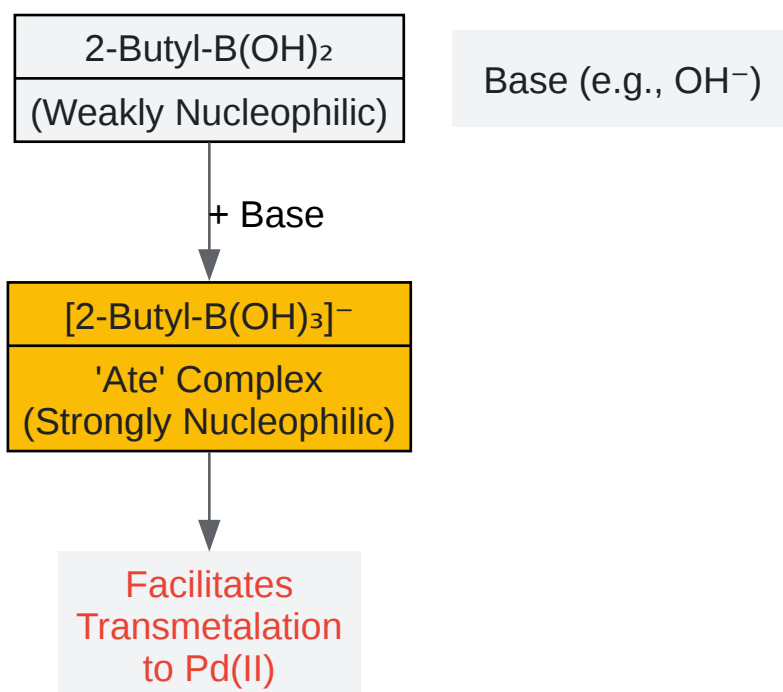 2-Butyl-B(OH)₂
(Weakly Nucleophilic)
Base (e.g., OH⁻)
+ Base
[2-Butyl-B(OH)₃]⁻
'Ate' Complex
(Strongly Nucleophilic)
Facilitates
Transmetalation
to Pd(II)